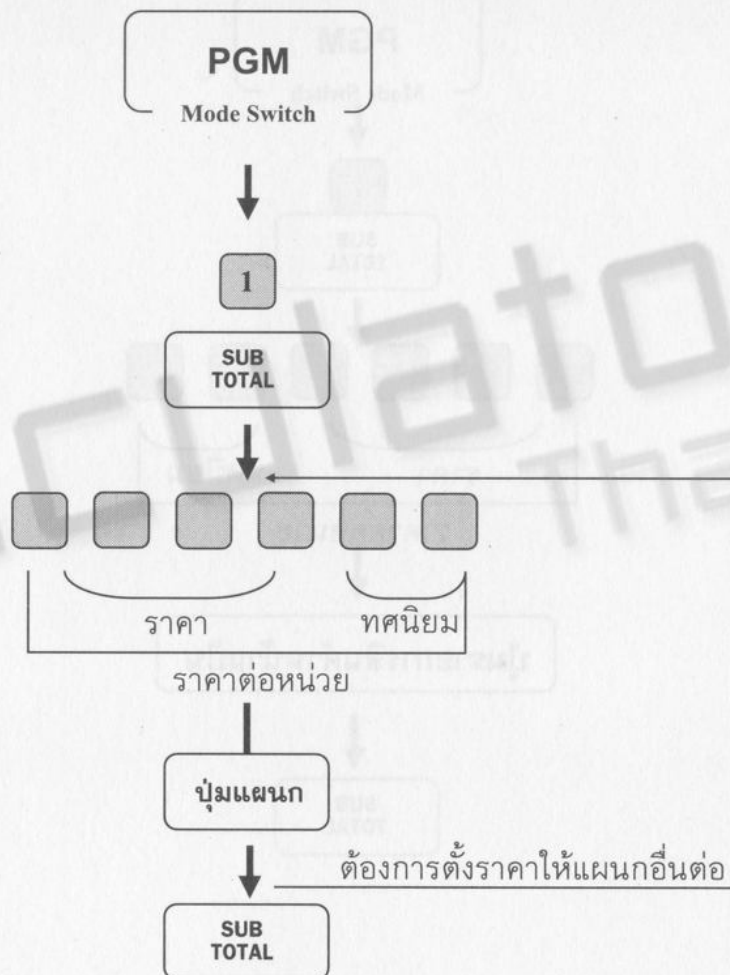 PGM
Mode Switch
1
SUB
TOTAL
ราคา
ทศนิยม
ราคาต่อหน่วย
ปุ่มแผนก
ต้องการตั้งราคาให้แผนกอื่นต่อ
SUB
TOTAL